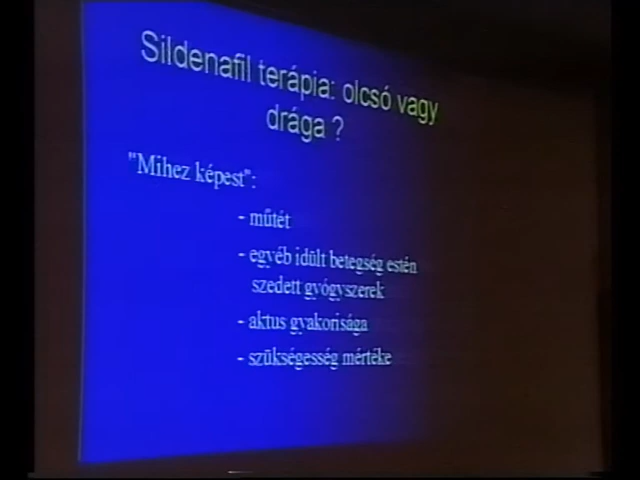 Sildenafil terápia: olcsó vagy
drága ?
"Mihez képest":
- műtét
- egyéb idült betegség estén
szedett gyógyszerek
- aktus gyakorisága
- szükségesség mértéke